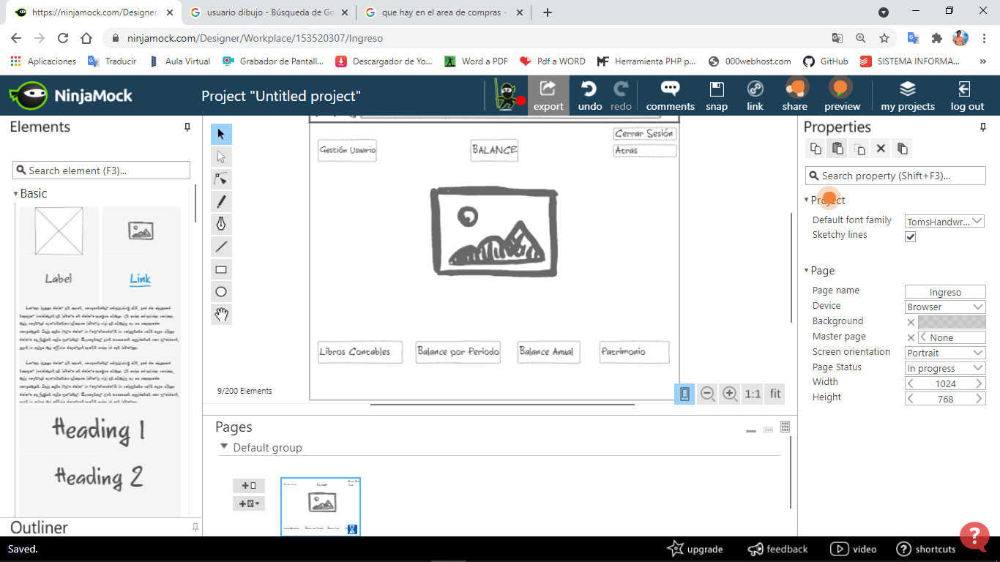 https://ninjamock.com/Designer/
usuario dibujo - Búsqueda de Go
que hay en el area de compras -
ninjamock.com/Designer/Workplace/153520307/Ingreso
Aplicaciones
Traducir
Aula Virtual
Grabador de Pantall...
Descargador de Yo...
Word a PDF
Pdf a WORD
Herramienta PHP p...
000webhost.com
GitHub
SISTEMA INFORMA...
»
NinjaMock
Project "Untitled project"
export
undo
redo
comments
snap
link
share
preview
my projects
log out
Elements
Search element (F3)...
Basic
Label
Link
Heading 1
Heading 2
Outliner
Gestión Usuario
BALANCE
Cerrar Sesión
Atras
Libros Contables
Balance por Periodo
Balance Anual
Patrimonio
9/200 Elements
1:1
fit
Pages
Default group
Properties
Search property (Shift+F3)...
Project
Default font family
TomsHandwr...
Sketchy lines
Page
Page name
Ingreso
Device
Browser
Background
Master page
None
Screen orientation
Portrait
Page Status
In progress
Width
1024
Height
768
Saved.
upgrade
feedback
video
shortcuts